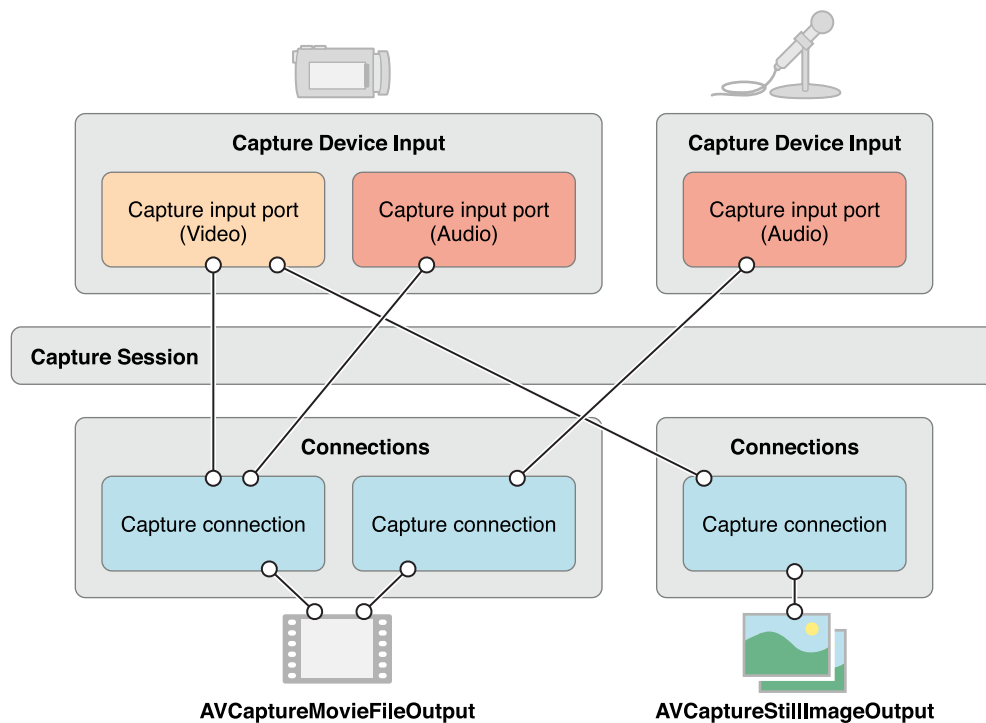 Capture Device Input
Capture Device Input
Capture input port
(Video)
Capture input port
(Audio)
Capture input port
(Audio)
Capture Session
Connections
Connections
Capture connection
Capture connection
Capture connection
AVCaptureMovieFileOutput
AVCaptureStillImageOutput